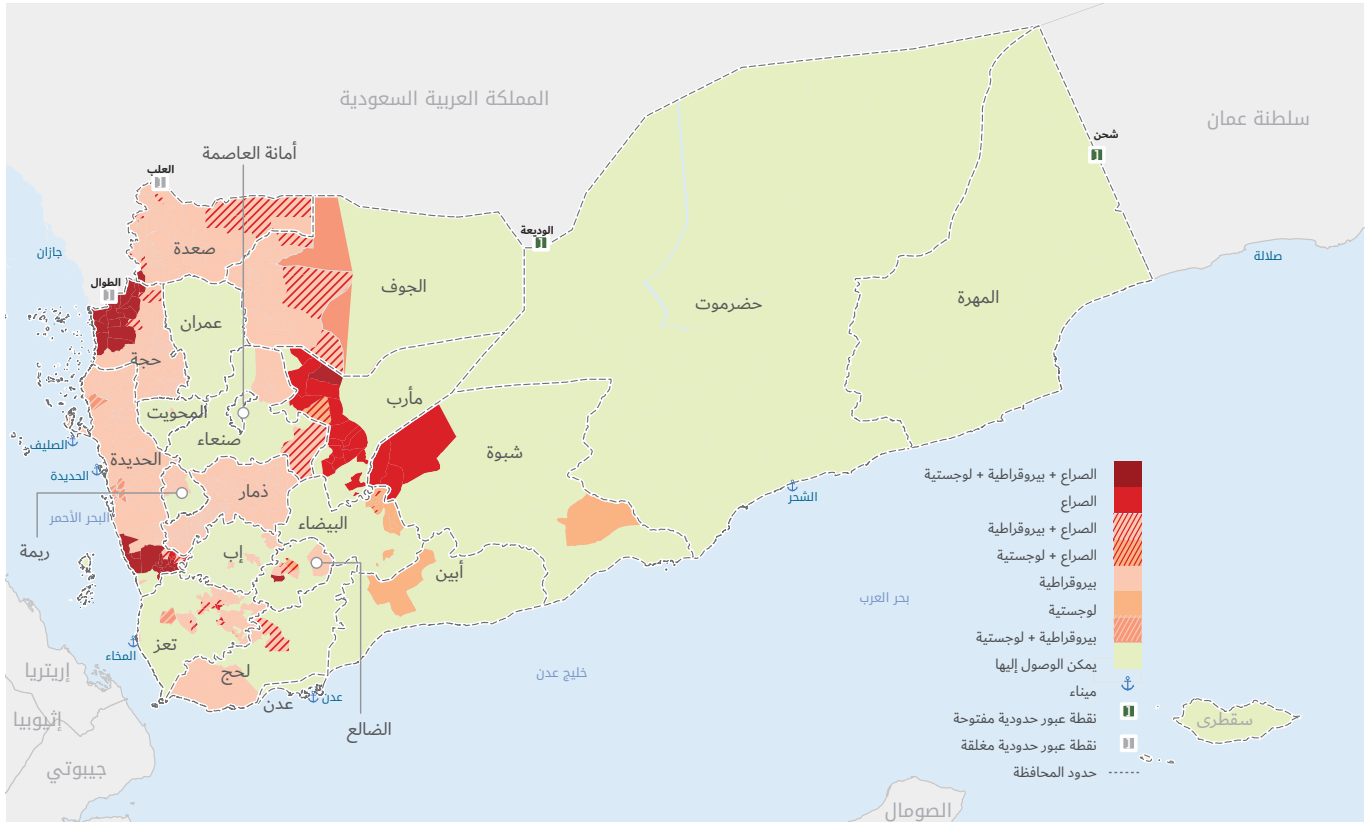 المملكة العربية السعودية
سلطنة عمان
شحن
أمانة العاصمة
العلب
الوديعة
صعدة
جازان
صلالة
الطوال
الجوف
عمران
حضرموت
المهرة
حجة
مأرب
المحويت
صنعاء
الصليف
شبوة
الحديدة
الحديدة
ذمار
الشحر
البحر الأحمر
البيضاء
ريمة
إب
أبين
بحر العرب
تعز
المخاء
لحج
خليج عدن
إريتريا
عدن
عدن
إثيوبيا
الضالع
جيبوتي
سقطرى
الصومال
الصراع + بيروقراطية + لوجستية
الصراع
الصراع + بيروقراطية
الصراع + لوجستية
بيروقراطية
لوجستية
بيروقراطية + لوجستية
يمكن الوصول إليها
ميناء
نقطة عبور حدودية مفتوحة
نقطة عبور حدودية مغلقة
حدود المحافظة